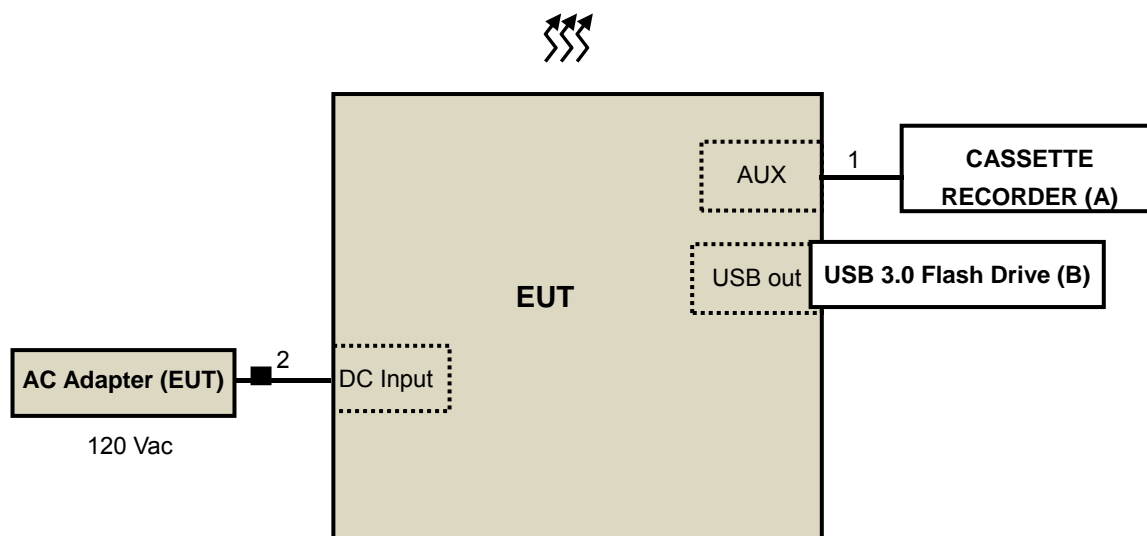 AUX
1
CASSETTE
RECORDER (A)
USB out
USB 3.0 Flash Drive (B)
EUT
AC Adapter (EUT)
2
DC Input
120 Vac